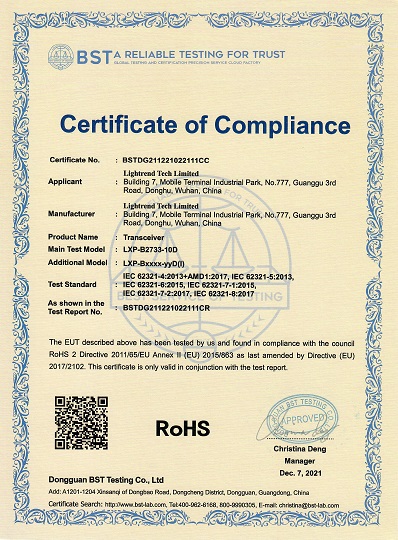 BST A RELIABLE TESTING FOR TRUST
GLOBAL TESTING AND CERTIFICATION PRECISION SERVICE CLOUD FACTORY
Certificate of Compliance
Certificate No. : BSTDG211221022111CC
Lightrend Tech Limited
Applicant : Building 7, Mobile Terminal Industrial Park, No.777, Guanggu 3rd
Road, Donghu, Wuhan, China
Lightrend Tech Limited
Manufacturer : Building 7, Mobile Terminal Industrial Park, No.777, Guanggu 3rd
Road, Donghu, Wuhan, China
Product Name : Transceiver
Main Test Model : LXP-B2733-10D
Additional Model : LXP-Bxxxx-yyD(I)
IEC 62321-4:2013+AMD1:2017, IEC 62321-5:2013,
Test Standard : IEC 62321-6:2015, IEC 62321-7-1:2015,
IEC 62321-7-2:2017, IEC 62321-8:2017
As shown in the
Test Report No. : BSTDG211221022111CR
The EUT described above has been tested by us and found in compliance with the council
RoHS 2 Directive 2011/65/EU Annex II (EU) 2015/863 as last amended by Directive (EU)
2017/2102. This certificate is only valid in conjunction with the test report.
RoHS
APPROVED
Christina Deng
Manager
Dec. 7, 2021
Dongguan BST Testing Co., Ltd
Add: A1201-1204 Xinsanqi of Dongbao Road, Dongcheng District, Dongguan, Guangdong, China
Certificate Search: http://www.bst-lab.com, Tel:400-962-6168, 800-9990305, E-mail: christina@bst-lab.com